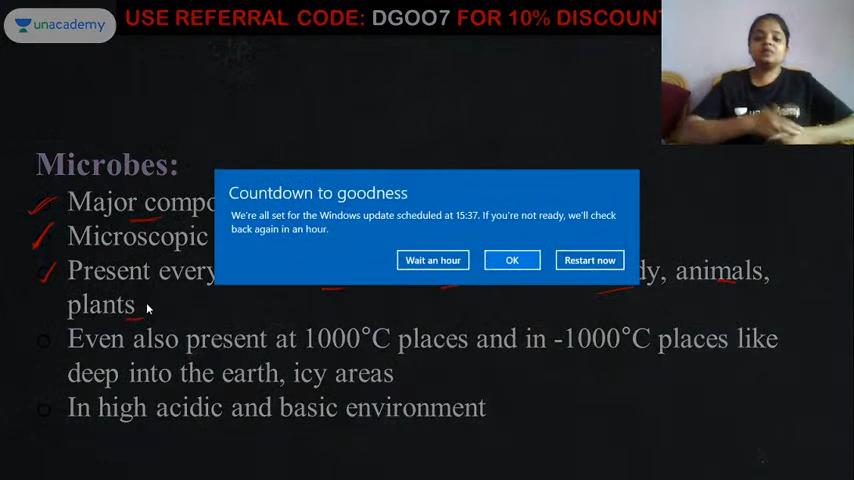 unacademy
USE REFERRAL CODE: DGOO7 FOR 10% DISCOUNT
Microbes:
Major
Microscopic
Present
animals,
plants
Countdown to goodness
We're all set for the Windows update scheduled at 15:37. If you're not ready, we'll check
back again in an hour.
Wait an hour
OK
Restart now
Even also present at 1000°C places and in -1000°C places like
deep into the earth, icy areas
In high acidic and basic environment